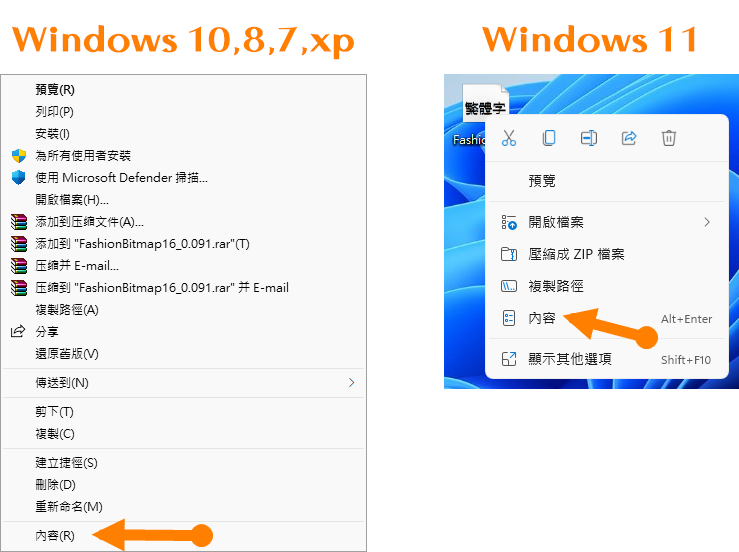 Windows 10,8,7,xp
預覽(R)
列印(P)
安裝(I)
為所有使用者安裝
使用 Microsoft Defender 掃描...
開啟檔案(H)...
添加到压缩文件(A)...
添加到 "FashionBitmap16_0.091.rar"(T)
压缩并 E-mail...
压缩到 "FashionBitmap16_0.091.rar" 并 E-mail
複製路徑(A)
分享
還原舊版(V)
傳送到(N)
剪下(T)
複製(C)
建立捷徑(S)
刪除(D)
重新命名(M)
內容(R)
Windows 11
繁體字
Fashio
預覽
開啟檔案
壓縮成 ZIP 檔案
複製路徑
內容 Alt+Enter
顯示其他選項 Shift+F10